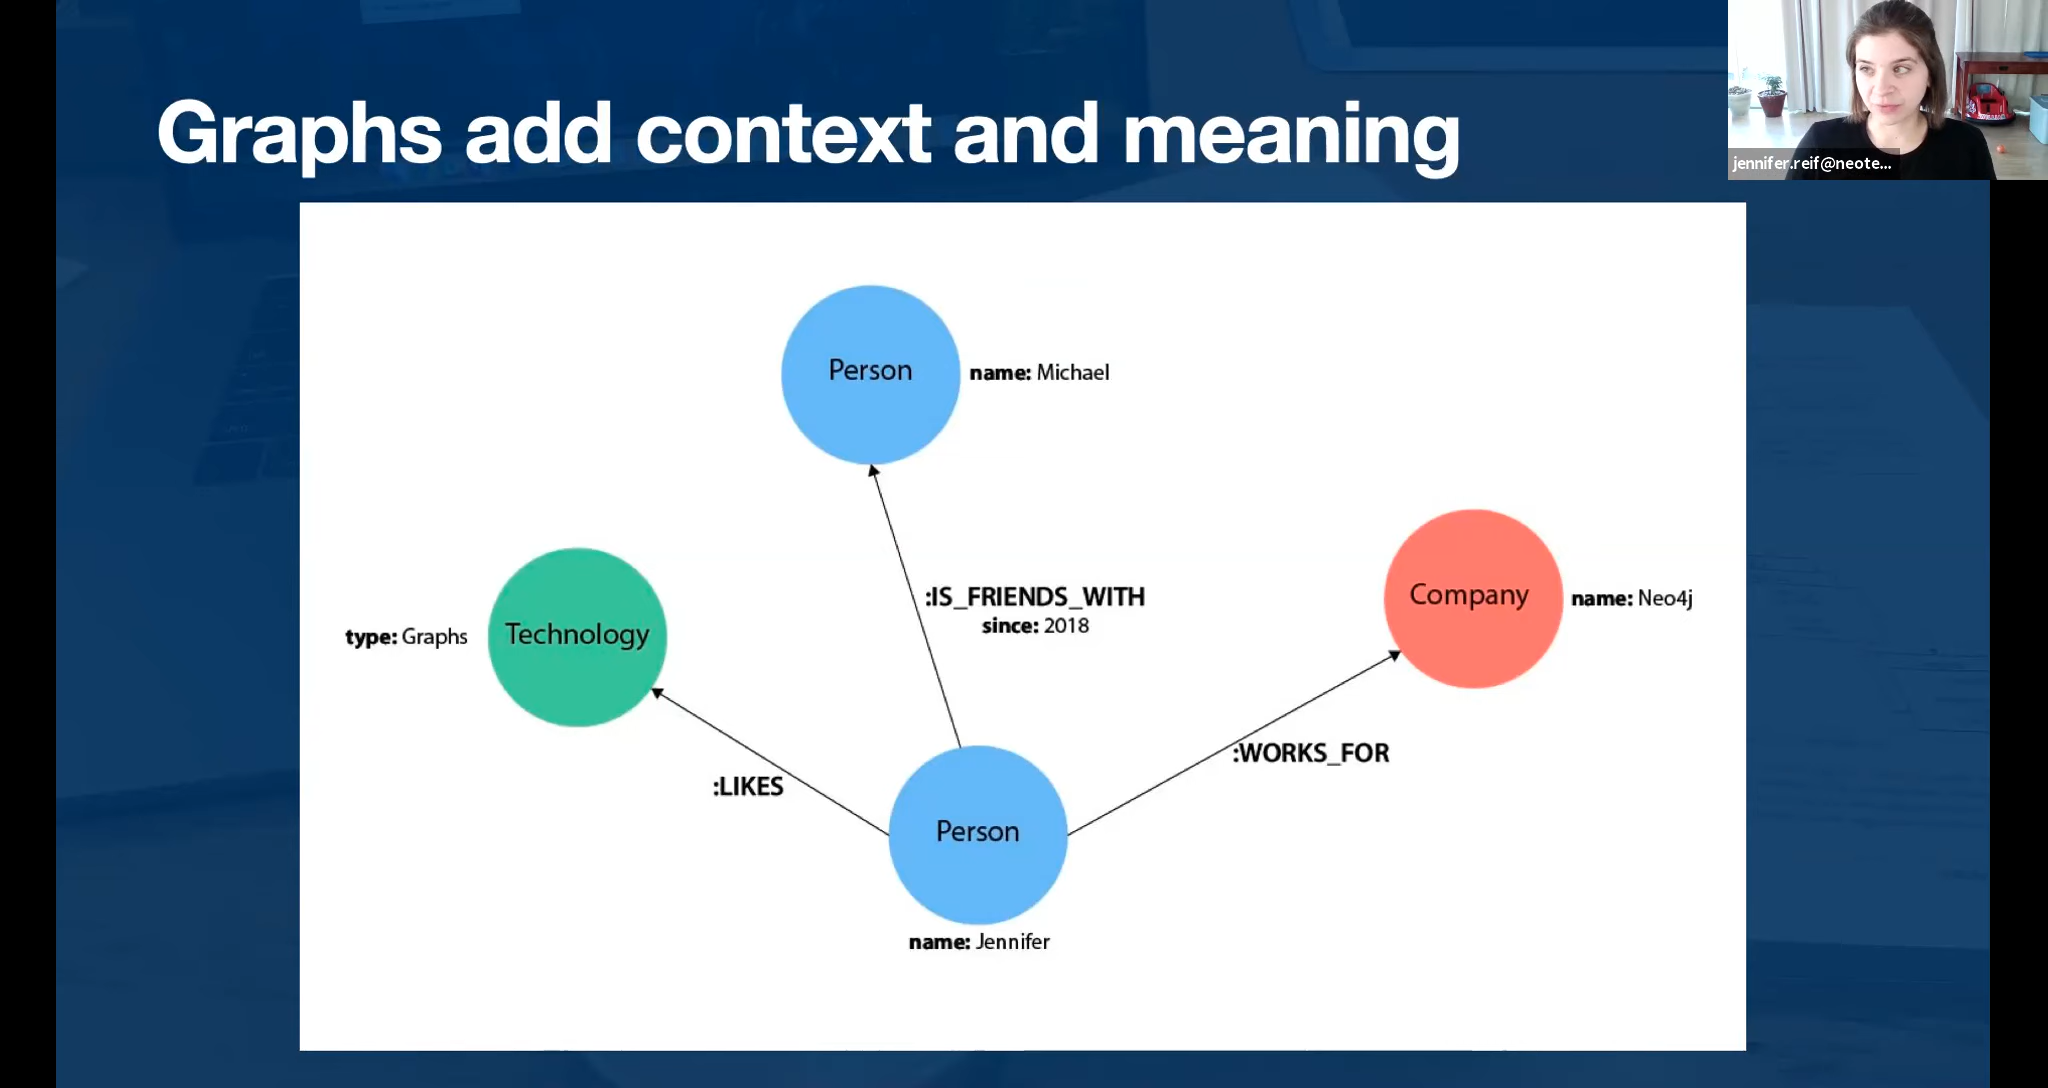 Graphs add context and meaning
jennifer.reif@neote...
Person
name: Michael
:IS_FRIENDS_WITH
since: 2018
Company
name: Neo4j
type: Graphs
Technology
:WORKS_FOR
:LIKES
Person
name: Jennifer